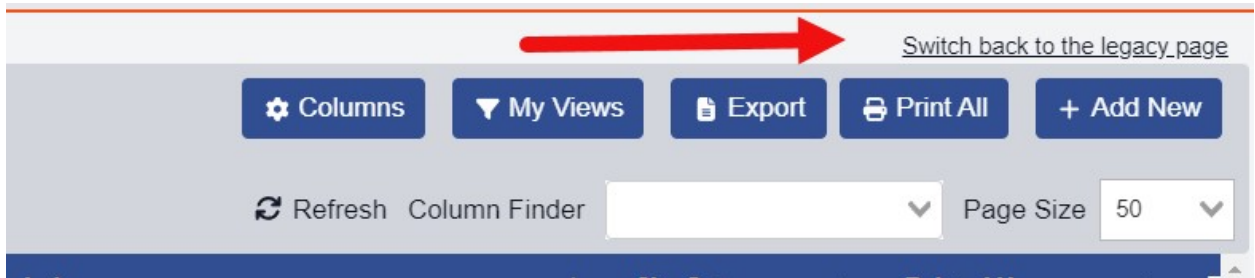 Switch back to the legacy page
Columns My Views Export Print All + Add New
Refresh Column Finder Page Size 50